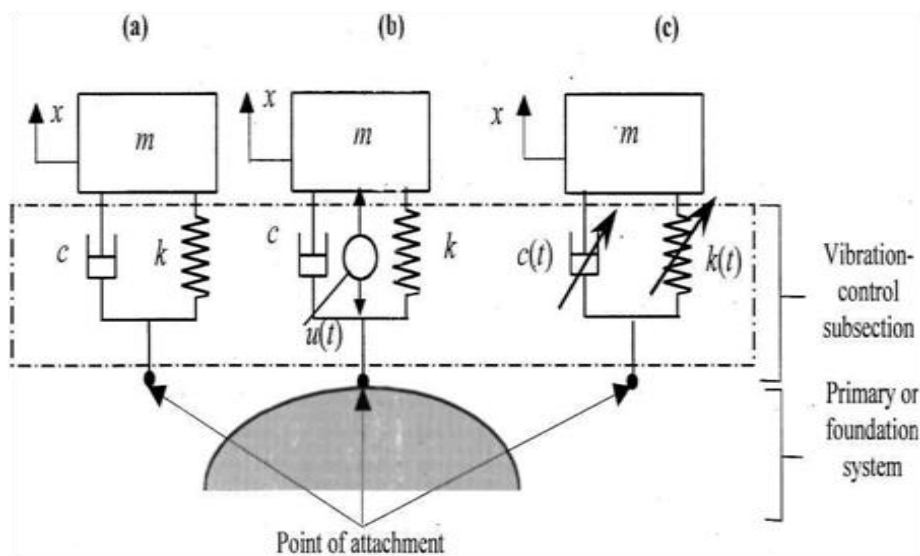 (a) (b) (c)
x m x m x m
c k c k c(t) k(t)
u(t)
Vibration-
control
subsection
Primary or
foundation
system
Point of attachment